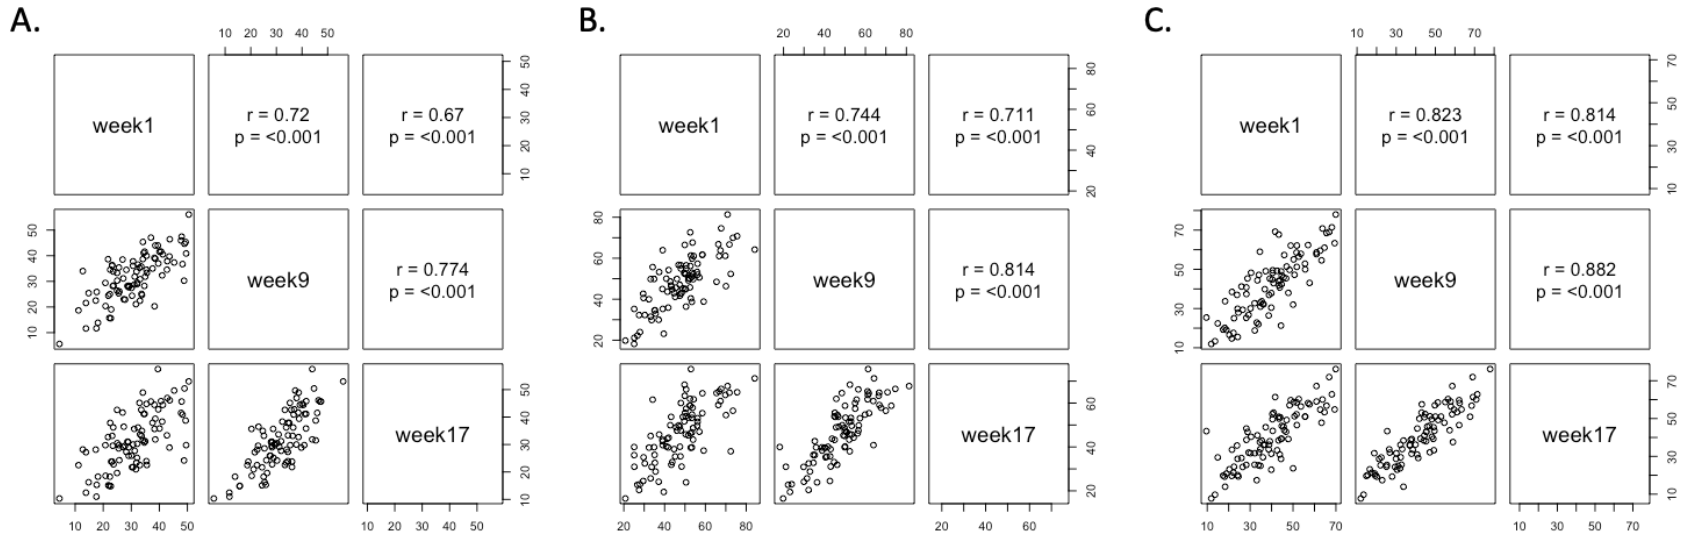 A. B. C.
10 20 30 40 50 20 40 60 80 10 30 50 70
week1
r = 0.72
p = <0.001
r = 0.67
p = <0.001
10 20 30 40 50
week1
r = 0.744
p = <0.001
r = 0.711
p = <0.001
20 40 60 80
week1
r = 0.823
p = <0.001
r = 0.814
p = <0.001
10 30 50 70
10 20 30 40 50
week9
r = 0.774
p = <0.001
20 40 60 80
week9
r = 0.814
p = <0.001
10 30 50 70
week9
r = 0.882
p = <0.001
week17
10 20 30 40 50
week17
20 40 60
week17
10 30 50 70
10 20 30 40 50 10 20 30 40 50 20 40 60 80 20 40 60 10 30 50 70 10 30 50 70